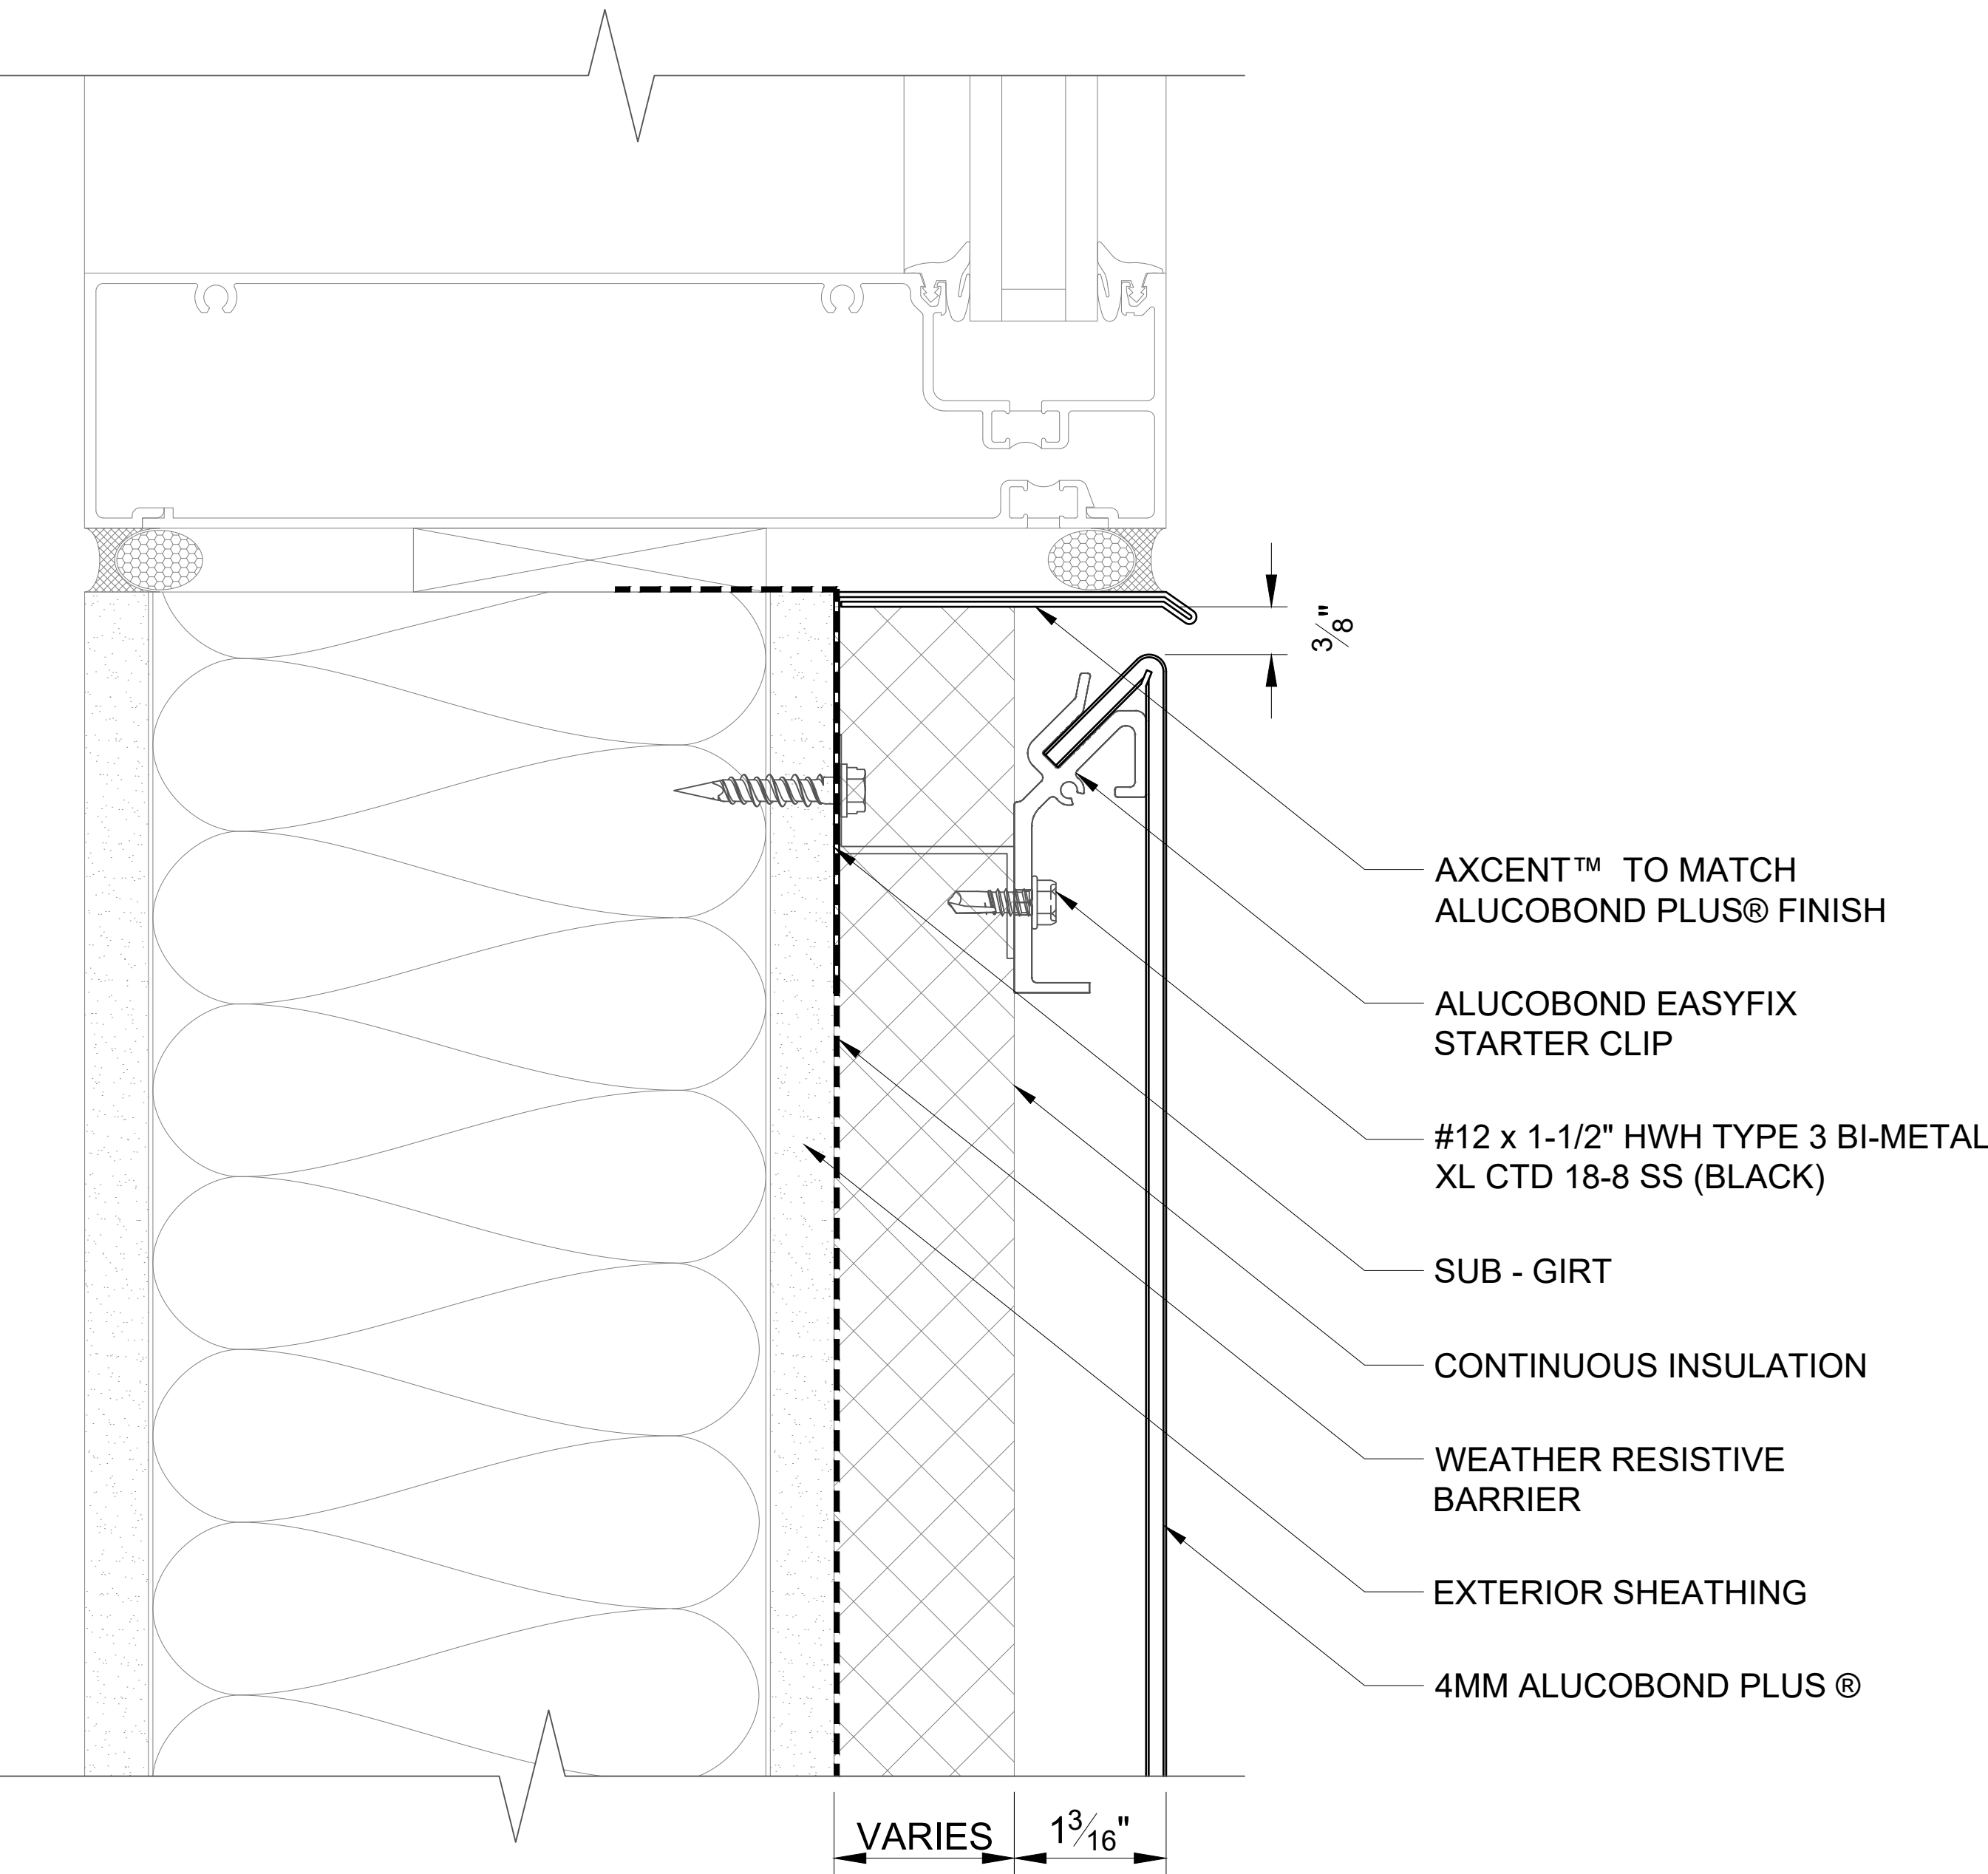 3/8"
AXCENT™ TO MATCH
ALUCOBOND PLUS® FINISH
ALUCOBOND EASYFIX
STARTER CLIP
#12 x 1-1/2" HWH TYPE 3 BI-METAL
XL CTD 18-8 SS (BLACK)
SUB - GIRT
CONTINUOUS INSULATION
WEATHER RESISTIVE
BARRIER
EXTERIOR SHEATHING
4MM ALUCOBOND PLUS ®
VARIES
1 3/16"